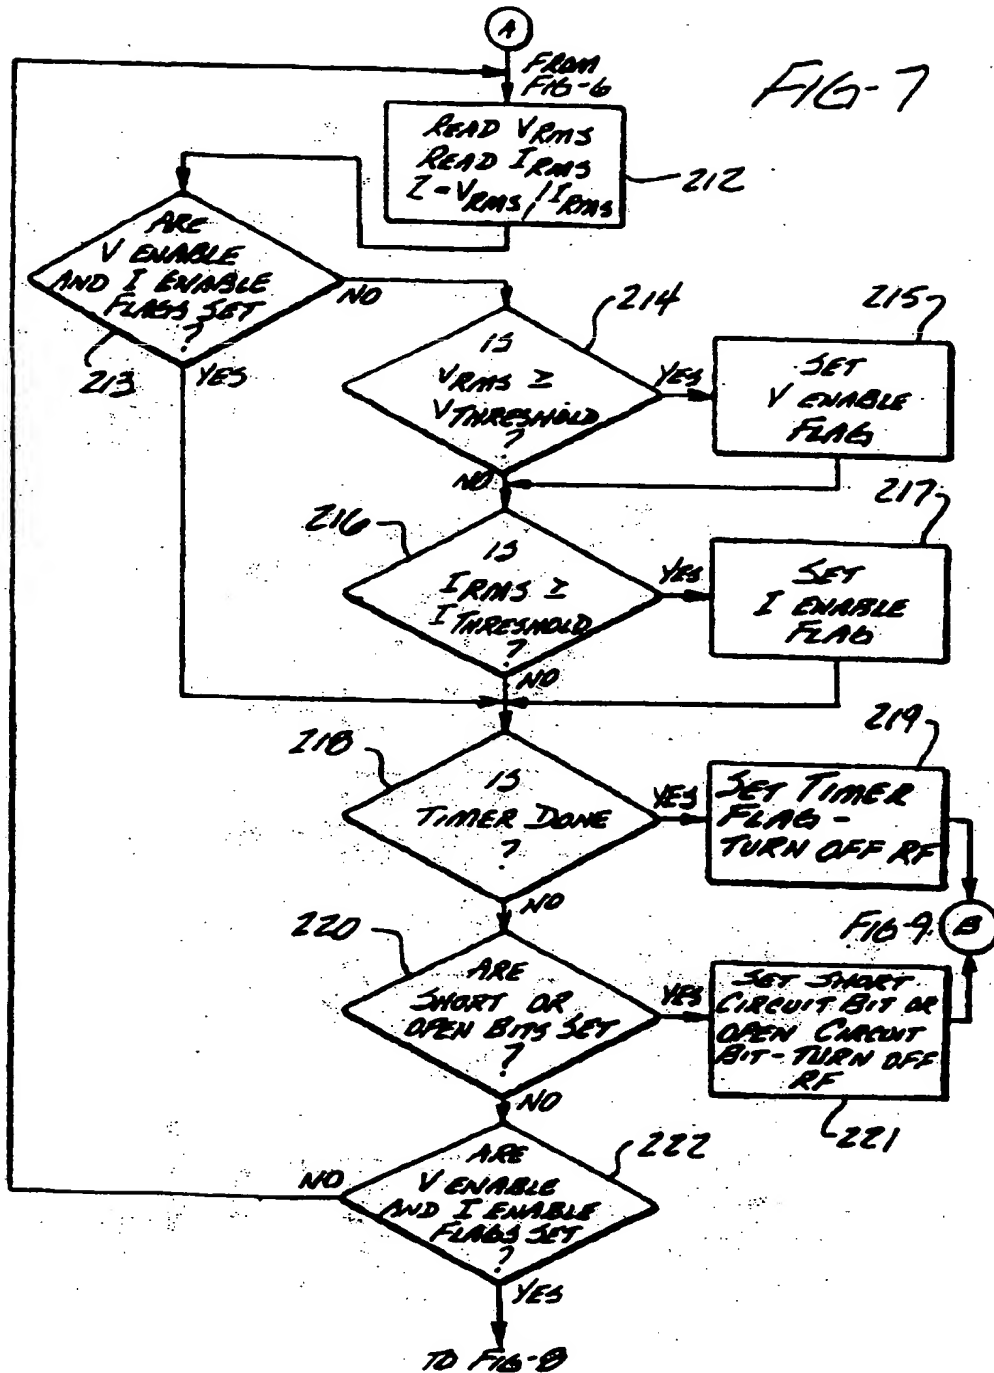 A
FROM
FIG-6
FIG-7
READ VRMS
READ IRMS
Z=VRMS/IRMS
212
ARE
V ENABLE
AND I ENABLE
FLAGS SET
?
NO
YES
213
214
IS
VRMS ≥
VTHRESHOLD
?
YES
NO
215
SET
V ENABLE
FLAG
216
IS
IRMS ≥
ITHRESHOLD
?
YES
NO
217
SET
I ENABLE
FLAG
218
IS
TIMER DONE
?
YES
NO
219
SET TIMER
FLAG -
TURN OFF RF
FIG-9
B
220
ARE
SHORT OR
OPEN BITS SET
?
YES
NO
SET SHORT
CIRCUIT BIT OR
OPEN CIRCUIT
BIT-TURN OFF
RF
221
222
ARE
V ENABLE
AND I ENABLE
FLAGS SET
?
NO
YES
TO FIG-8